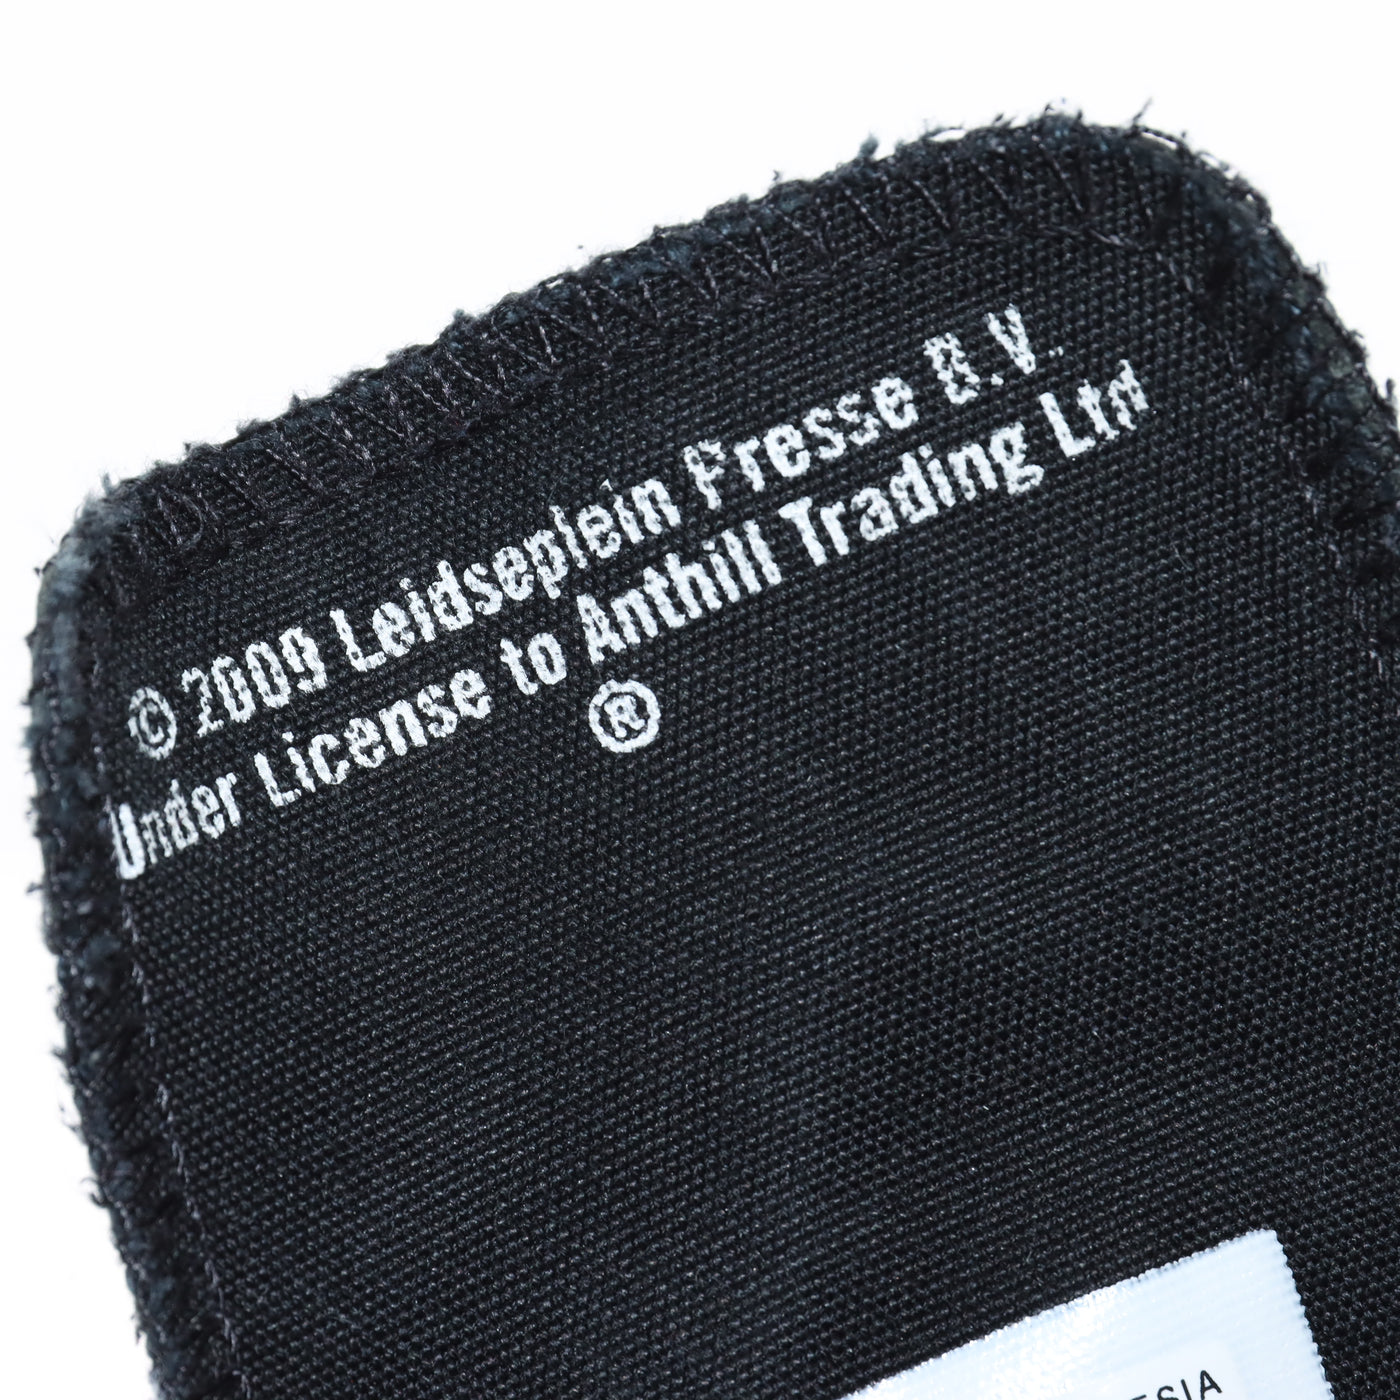 © 2009 Leidseplein Presse B.V.
Under License to Anthill Trading Ltd
®